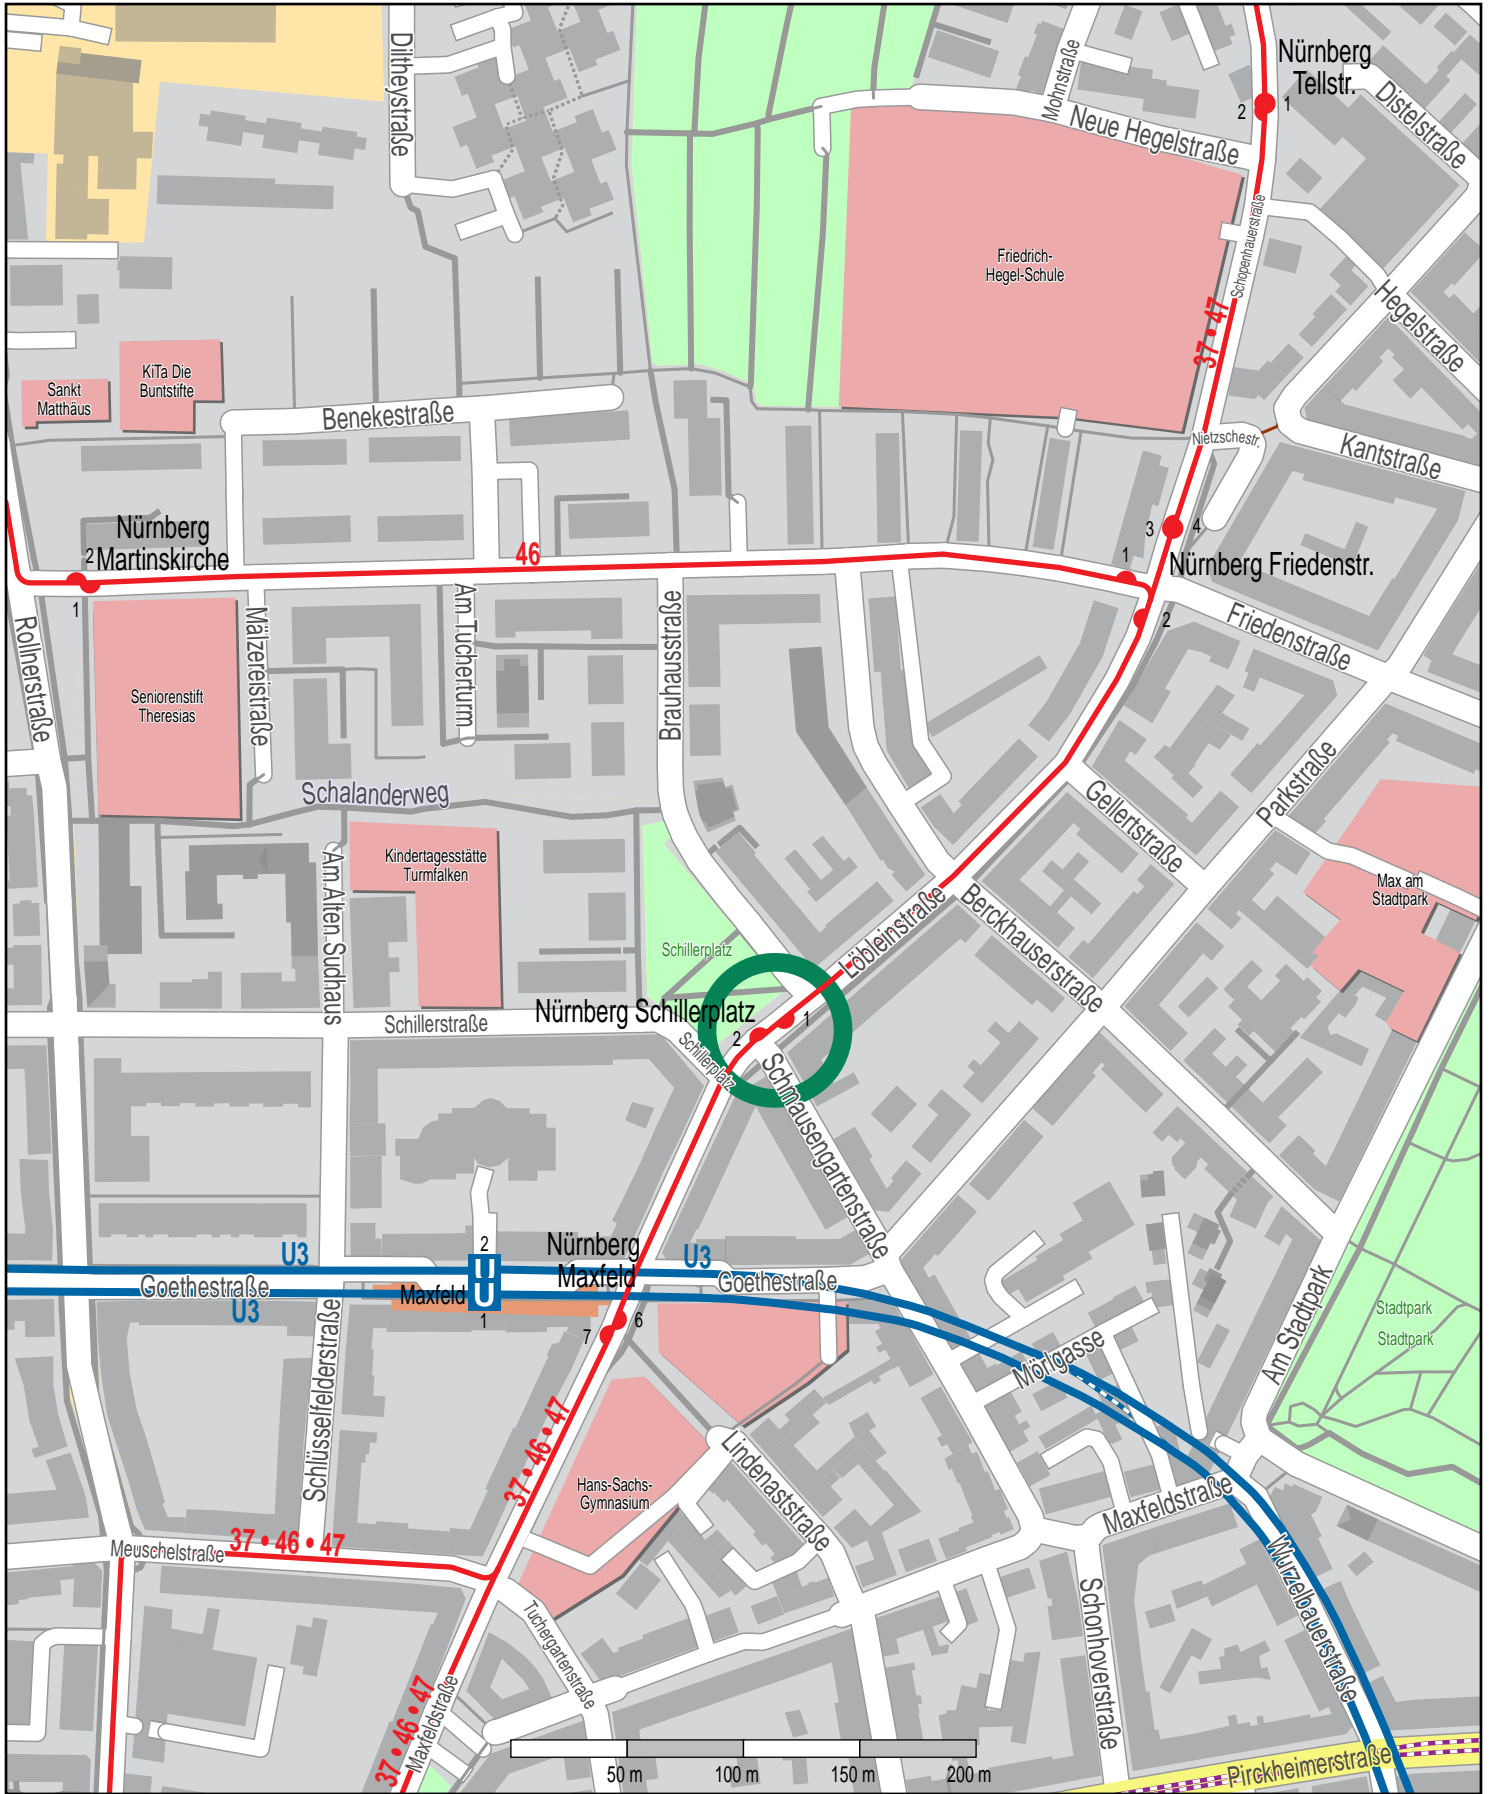 Diltheystraße
Mohnstraße
Nürnberg
Tellstr.
2
1
Distelstraße
Neue Hegelstraße
Schopenhauerstraße
Friedrich-
Hegel-Schule
Hegelstraße
37 • 47
KiTa Die
Buntstifte
Sankt
Matthäus
Benekestraße
Nietzschestr.
Kantstraße
Nürnberg
Martinskirche
2
1
46
3
4
1
Nürnberg Friedenstr.
2
Friedenstraße
Rollnerstraße
Mälzereistraße
Am Tucherturm
Brauhausstraße
Seniorenstift
Theresias
Schalanderweg
Parkstraße
Gellertstraße
Kindertagesstätte
Turmfalken
Am Alten Sudhaus
Max am
Stadtpark
Löbleinstraße
Berckhauserstraße
Schillerplatz
Nürnberg Schillerplatz
1
2
Schillerstraße
Schillerplatz
Schmausengartenstraße
U3
2
Nürnberg
Maxfeld
U3
Goethestraße
U
U
Maxfeld
Goethestraße
U3
1
6
7
Am Stadtpark
Stadtpark
Stadtpark
Schlüsselfelderstraße
Mörlgasse
37 • 46 • 47
Lindenaststraße
Hans-Sachs-
Gymnasium
Maxfeldstraße
Meuschelstraße
37 • 46 • 47
Wurzelbauerstraße
Tuchergartenstraße
Schonhoverstraße
37 • 46 • 47
Maxfeldstraße
50 m
100 m
150 m
200 m
Pirckheimerstraße